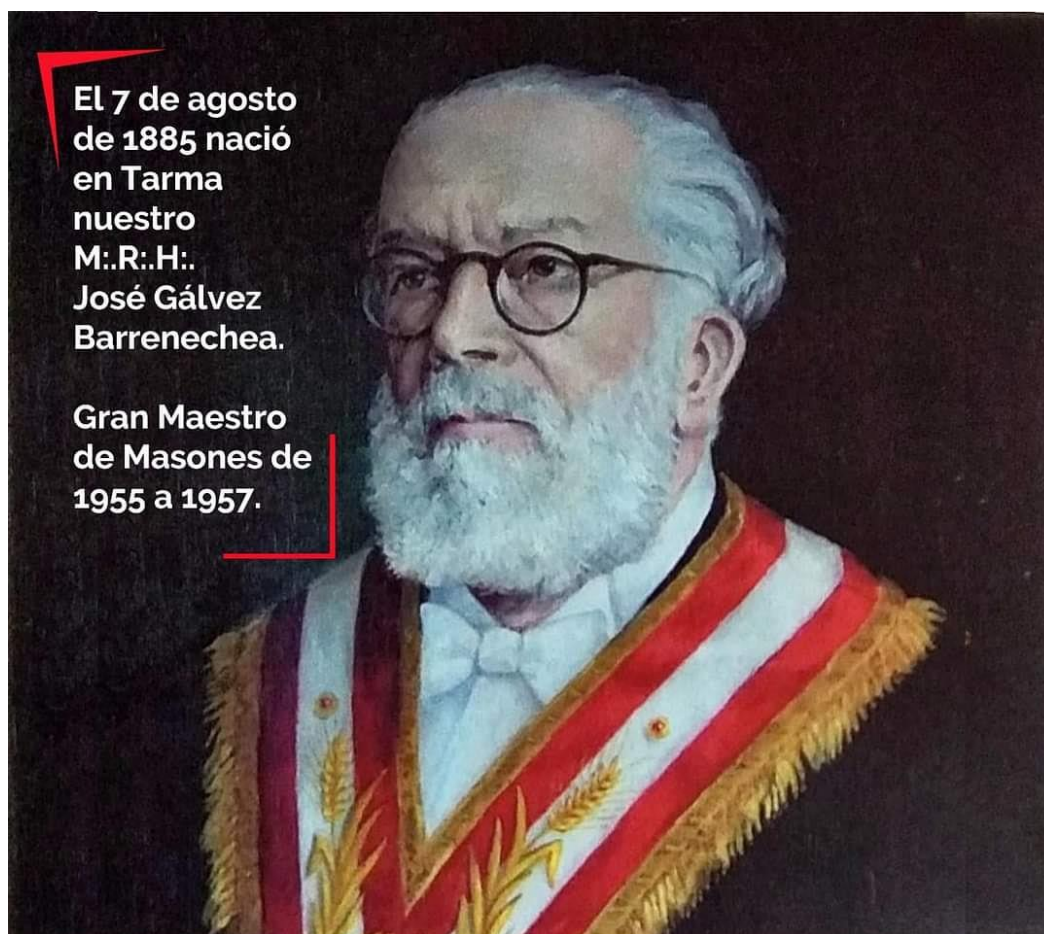 El 7 de agosto
de 1885 nació
en Tarma
nuestro
M:.R:.H:.
José Gálvez
Barrenechea.
Gran Maestro
de Masones de
1955 a 1957.